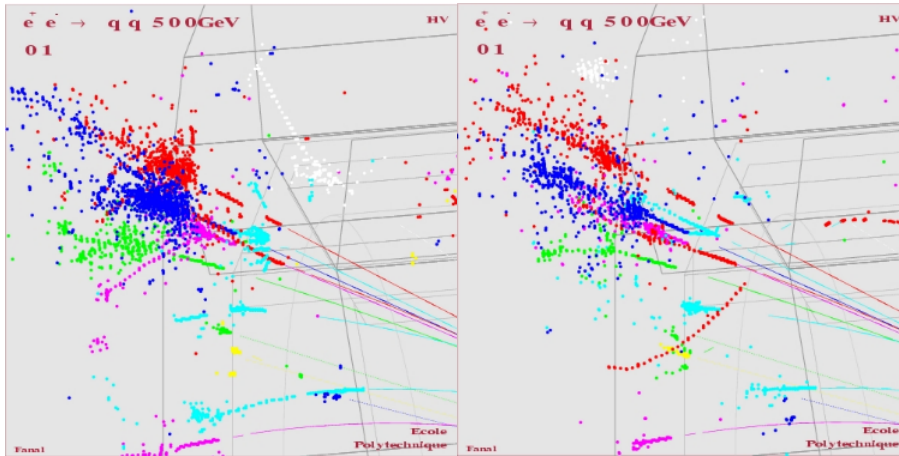 e⁺ e⁻ → q q 500GeV HV
01
Ecole
Fanal Polytechnique
e⁺ e⁻ → q q 500GeV HV
01
Ecole
Fanal Polytechnique